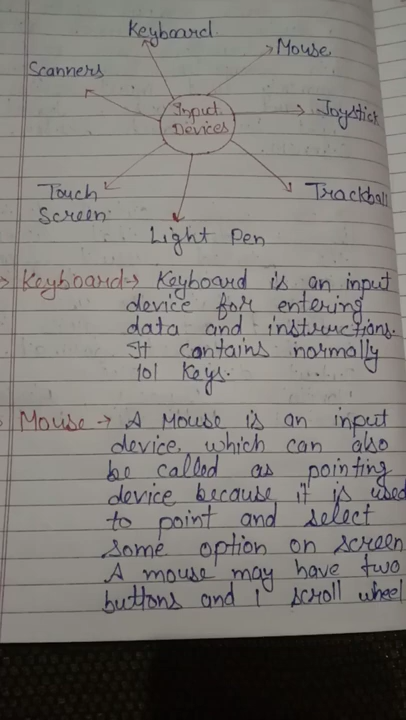 Keyboard
Mouse
Scanners
Input Devices
Joystick
Touch Screen
Trackball
Light Pen
Keyboard → Keyboard is an input
device for entering
data and instructions.
It contains normally
101 Keys.
Mouse → A Mouse is an input
device, which can also
be called as pointing
device because it is used
to point and select
some option on screen
A mouse may have two
buttons and 1 scroll wheel